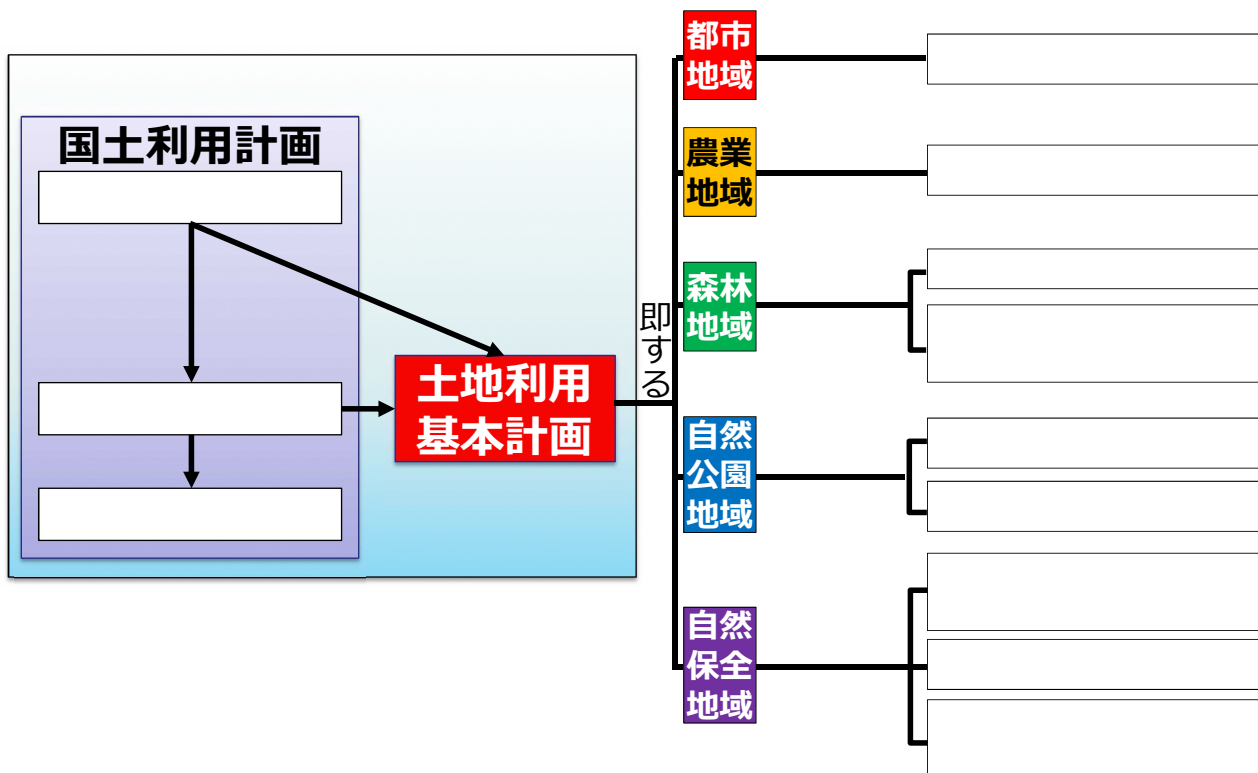 国土利用計画
土地利用
基本計画
即する
都市
地域
農業
地域
森林
地域
自然
公園
地域
自然
保全
地域